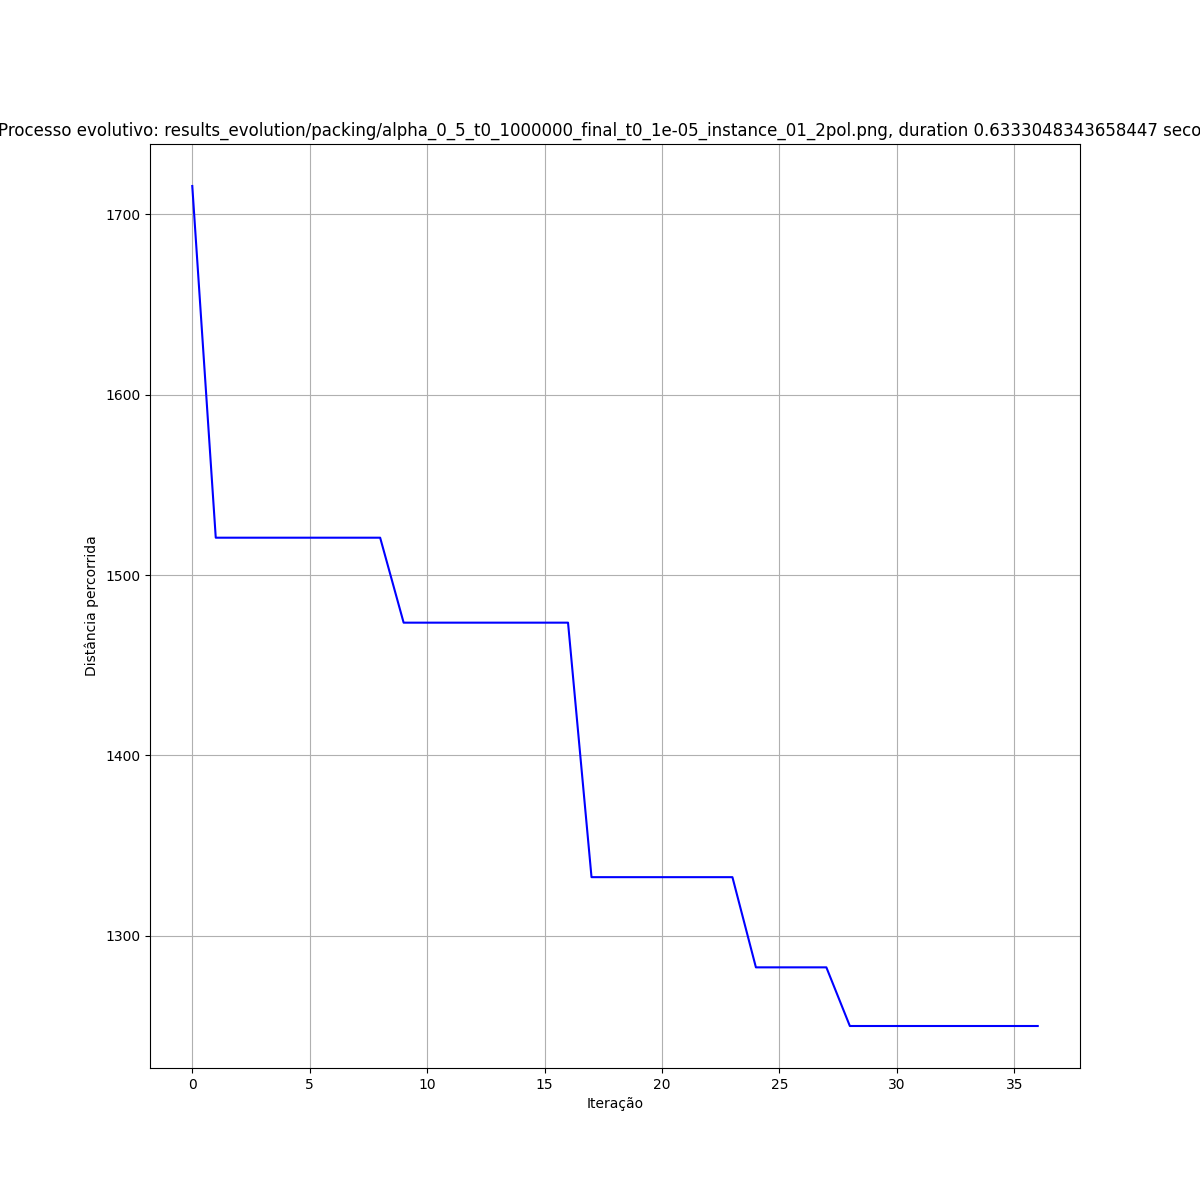 Processo evolutivo: results_evolution/packing/alpha_0_5_t0_1000000_final_t0_1e-05_instance_01_2pol.png, duration 0.6333048343658447 seco
1700
1600
1500
1400
1300
Distância percorrida
0 5 10 15 20 25 30 35
Iteração